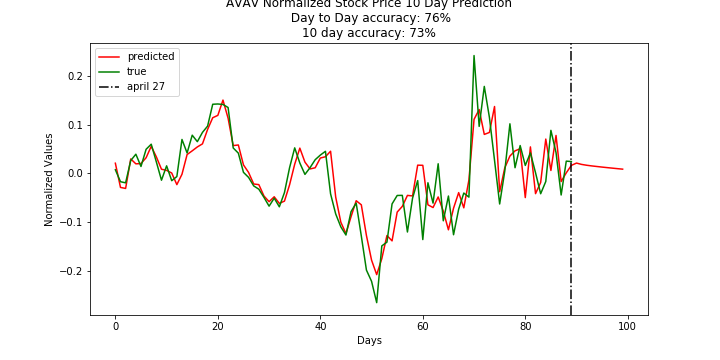 AVAV Normalized Stock Price 10 Day Prediction
Day to Day accuracy: 76%
10 day accuracy: 73%
predicted
true
april 27
Normalized Values
0.2
0.1
0.0
−0.1
−0.2
0 20 40 60 80 100
Days